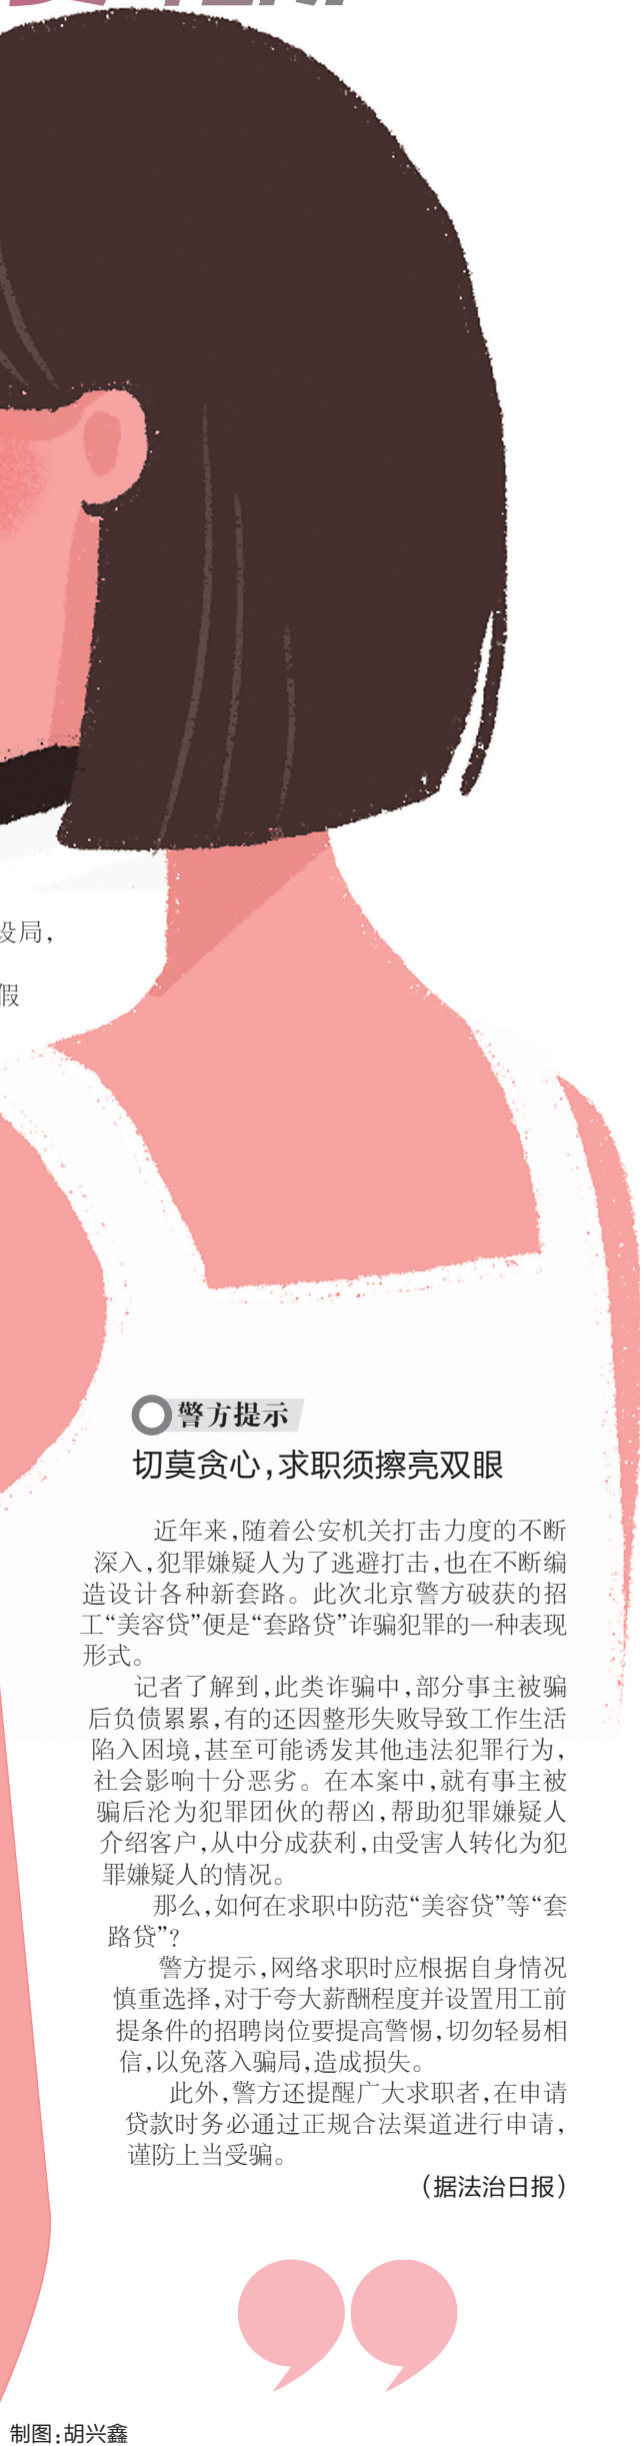 设局，
假
警方提示
切莫贪心，求职须擦亮双眼
近年来，随着公安机关打击力度的不断
深入，犯罪嫌疑人为了逃避打击，也在不断编
造设计各种新套路。此次北京警方破获的招
工“美容贷”便是“套路贷”诈骗犯罪的一种表现
形式。
记者了解到，此类诈骗中，部分事主被骗
后负债累累，有的还因整形失败导致工作生活
陷入困境，甚至可能诱发其他违法犯罪行为，
社会影响十分恶劣。在本案中，就有事主被
骗后沦为犯罪团伙的帮凶，帮助犯罪嫌疑人
介绍客户，从中分成获利，由受害人转化为犯
罪嫌疑人的情况。
那么，如何在求职中防范“美容贷”等“套
路贷”？
警方提示，网络求职时应根据自身情况
慎重选择，对于夸大薪酬程度并设置用工前
提条件的招聘岗位要提高警惕，切勿轻易相
信，以免落入骗局，造成损失。
此外，警方还提醒广大求职者，在申请
贷款时务必通过正规合法渠道进行申请，
谨防上当受骗。
（据法治日报）
制图：胡兴鑫